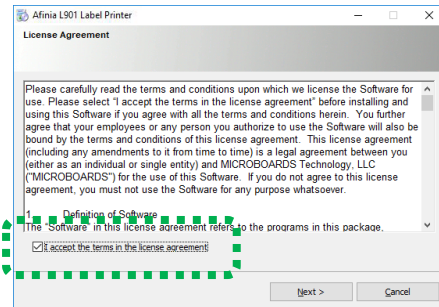 Afinia L901 Label Printer
License Agreement
Please carefully read the terms and conditions upon which we license the Software for
use. Please select "I accept the terms in the license agreement" before installing and
using this Software if you agree with all the terms and conditions herein. You further
agree that your employees or any person you authorize to use the Software will also be
bound by the terms and conditions of this license agreement. This license agreement
(including any amendments to it from time to time) is a legal agreement between you
(either as an individual or single entity) and MICROBOARDS Technology, LLC
("MICROBOARDS") for the use of this Software. If you do not agree to this license
agreement, you must not use the Software for any purpose whatsoever.
1. Definition of Software
The "Software" in this license agreement refers to the programs in this package,
I accept the terms in the license agreement
Next >
Cancel